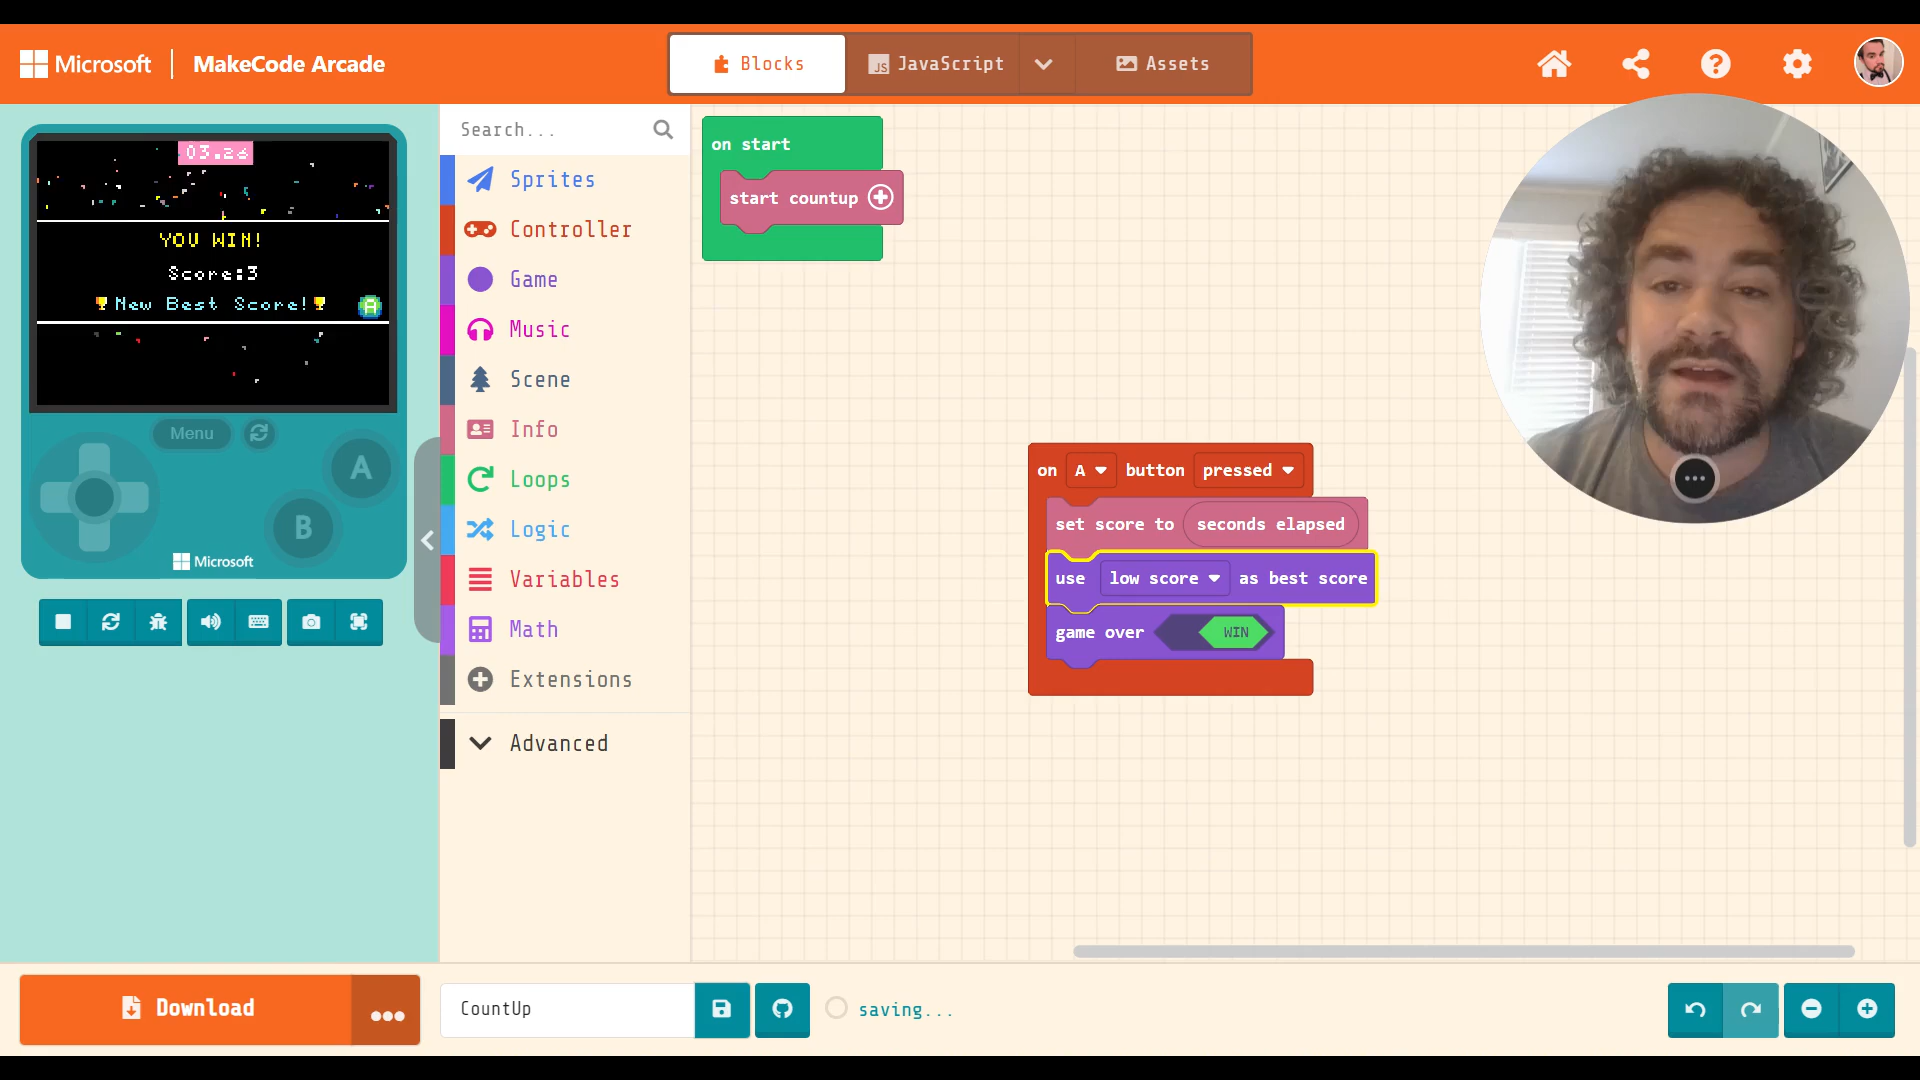 Microsoft
MakeCode Arcade
Blocks
JS JavaScript
Assets
03.26
YOU WIN!
Score:3
New Best Score!
A
Menu
A
B
Microsoft
Search...
Sprites
Controller
Game
Music
Scene
Info
Loops
Logic
Variables
Math
Extensions
Advanced
on start
start countup
on A button pressed
set score to seconds elapsed
use low score as best score
game over WIN
Download
CountUp
saving...